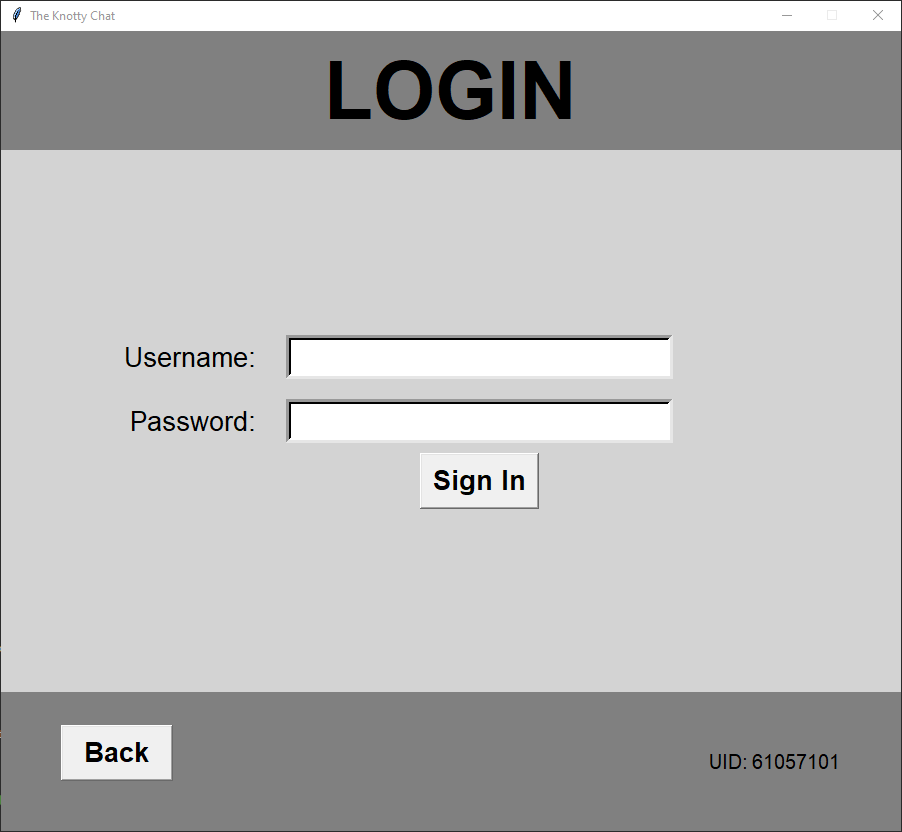 The Knotty Chat
LOGIN
Username:
Password:
Sign In
Back
UID: 61057101